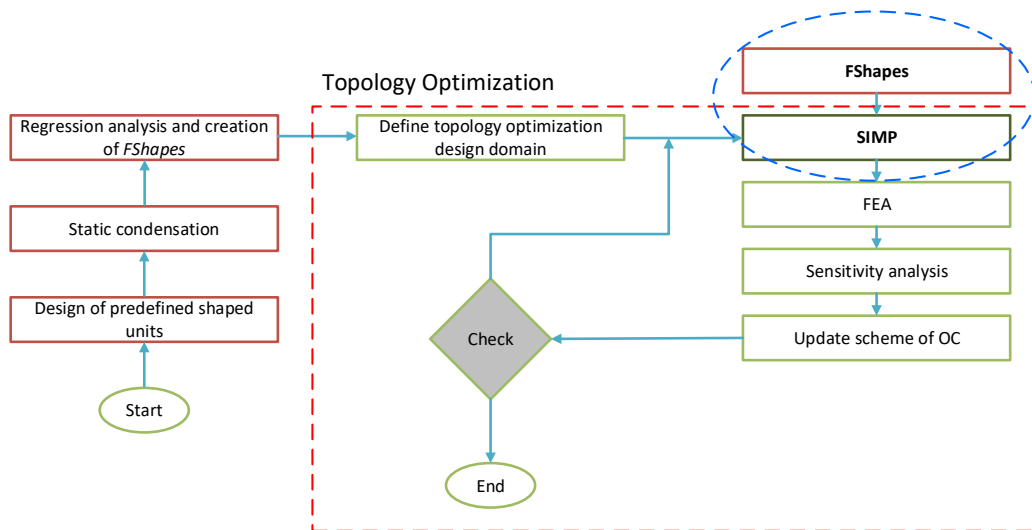 Topology Optimization
FShapes
Regression analysis and creation
of FShapes
Define topology optimization
design domain
SIMP
Static condensation
FEA
Sensitivity analysis
Design of predefined shaped
units
Check
Update scheme of OC
Start
End